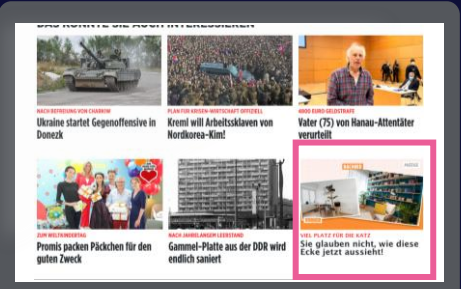 DAS KÖNNTE SIE AUCH INTERESSIEREN
NACH BEFREIUNG VON CHARKIW
Ukraine startet Gegenoffensive in
Donezk
PLAN FÜR KRISEN-WIRTSCHAFT OFFIZIELL
Kreml will Arbeitssklaven von
Nordkorea-Kim!
4800 EURO GELDSTRAFE
Vater (75) von Hanau-Attentäter
verurteilt
ZUM WELTKINDERTAG
Promis packen Päckchen für den
guten Zweck
NACH JAHRELANGEM LEERSTAND
Gammel-Platte aus der DDR wird
endlich saniert
ANZEIGE
NACHHER
VIEL PLATZ FÜR DIE KATZ
Sie glauben nicht, wie diese
Ecke jetzt aussieht!